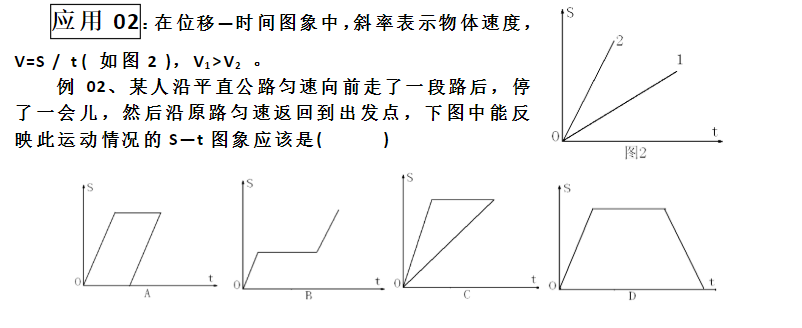 应用 02:在位移—时间图象中,斜率表示物体速度,
V=S / t( 如图 2 ), V₁>V₂ 。
例 02、某人沿平直公路匀速向前走了一段路后, 停
了一会儿, 然后沿原路匀速返回到出发点, 下图中能反
映此运动情况的 S—t 图象应该是( )
S
2
1
0
t
图2
S
0
t
A
S
0
t
B
S
0
t
C
S
0
t
D